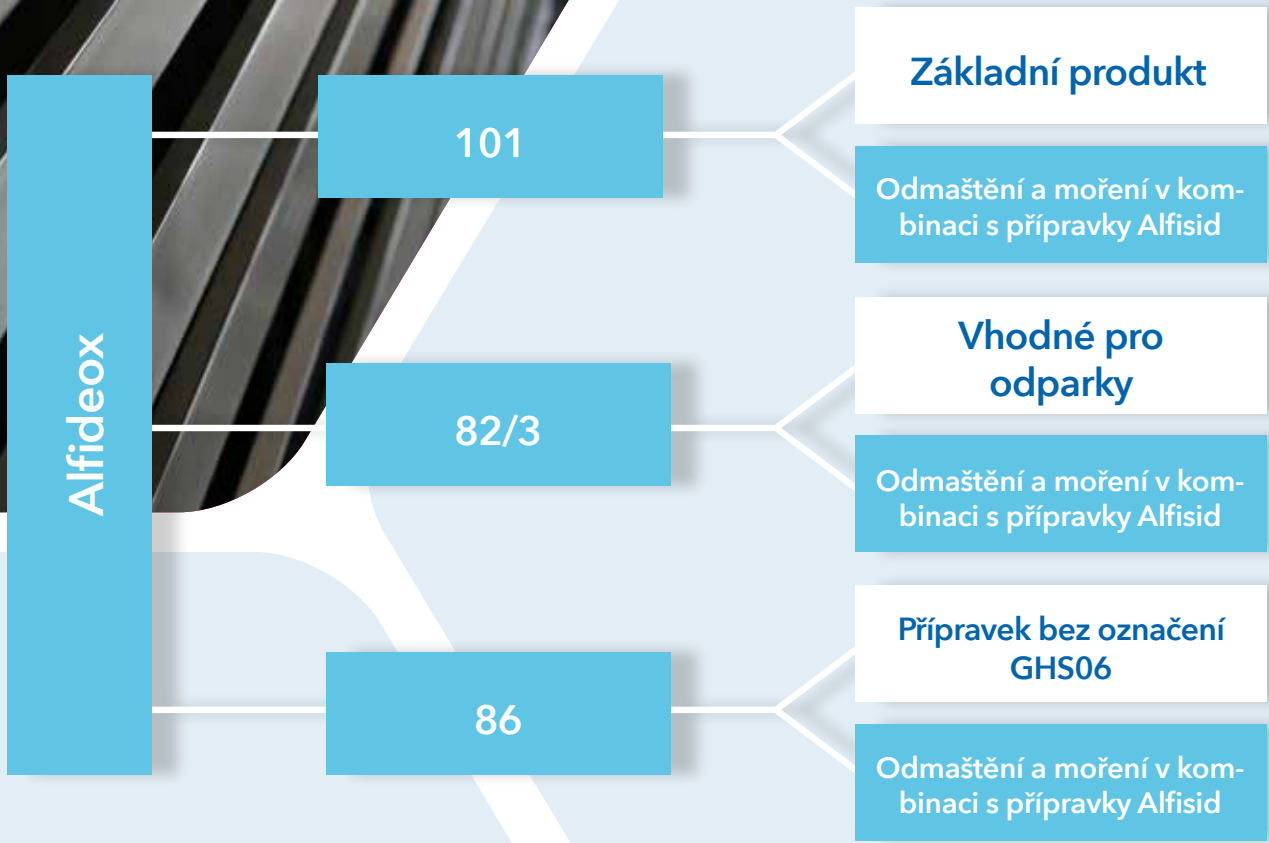 Alfideox
101
Základní produkt
Odmaštění a moření v kom-
binaci s přípravky Alfisid
82/3
Vhodné pro
odparky
Odmaštění a moření v kom-
binaci s přípravky Alfisid
86
Přípravek bez označení
GHS06
Odmaštění a moření v kom-
binaci s přípravky Alfisid